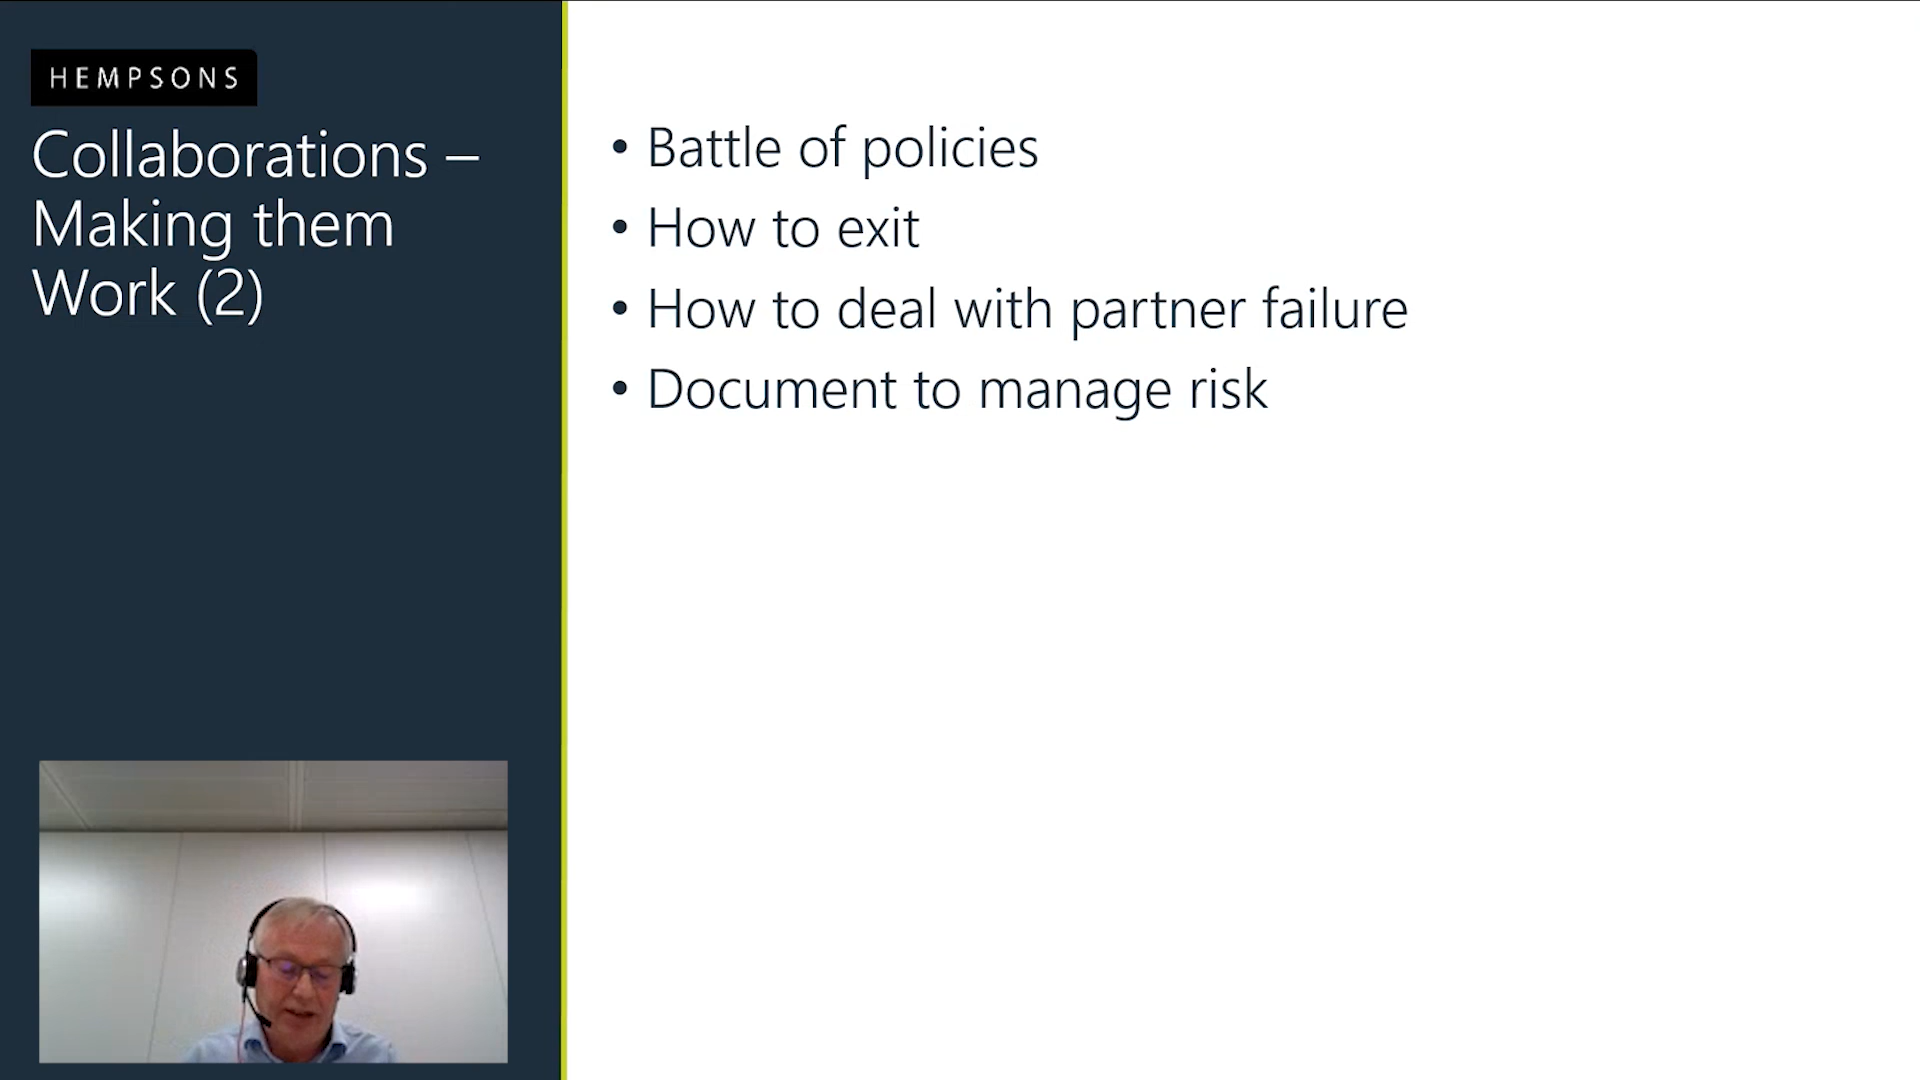 HEMPSONS
Collaborations –
Making them
Work (2)
• Battle of policies
• How to exit
• How to deal with partner failure
• Document to manage risk